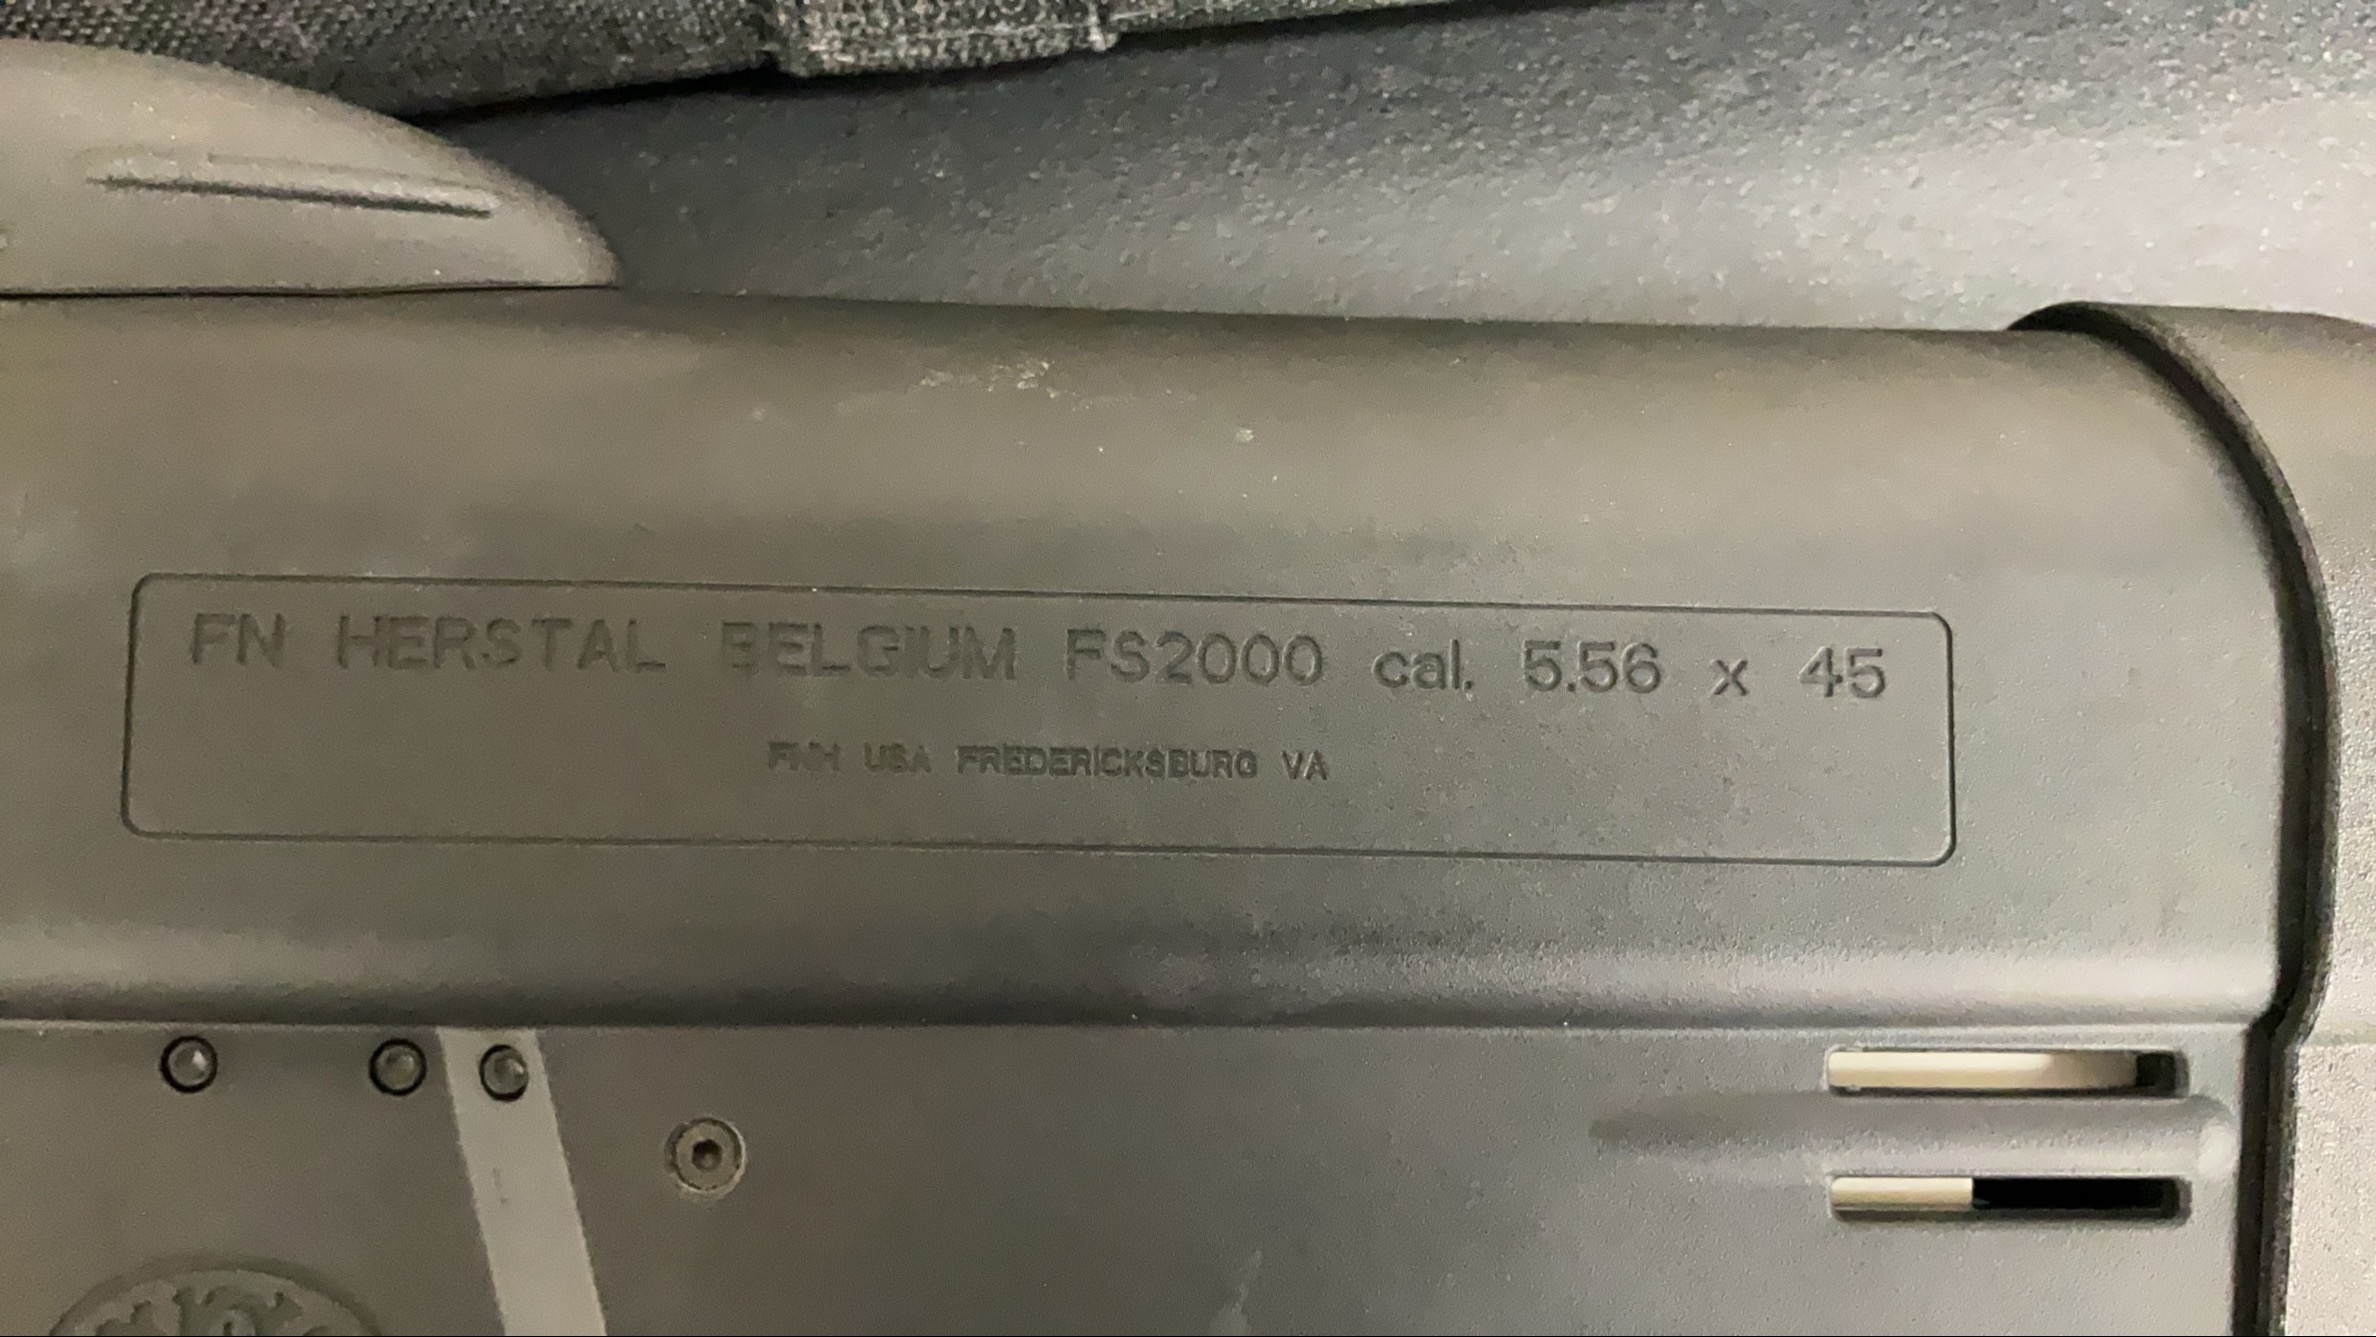 FN HERSTAL BELGIUM FS2000 cal. 5.56 x 45
FNH USA FREDERICKSBURG VA